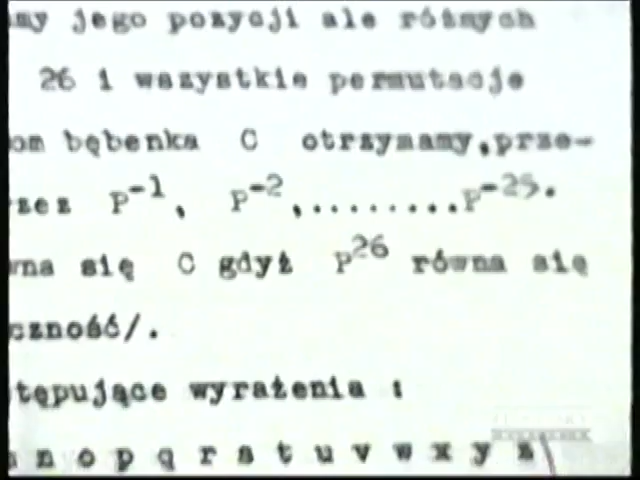 my jego pozycji ale różnych
26 i wszystkie permutacje
om bębenka C otrzymamy,prze-
rzez P⁻¹, P⁻²,.........P⁻²⁵.
wna się C gdyż P²⁶ równa się
czność/.
tępujące wyrażenia :
n o p q r s t u v w x y z